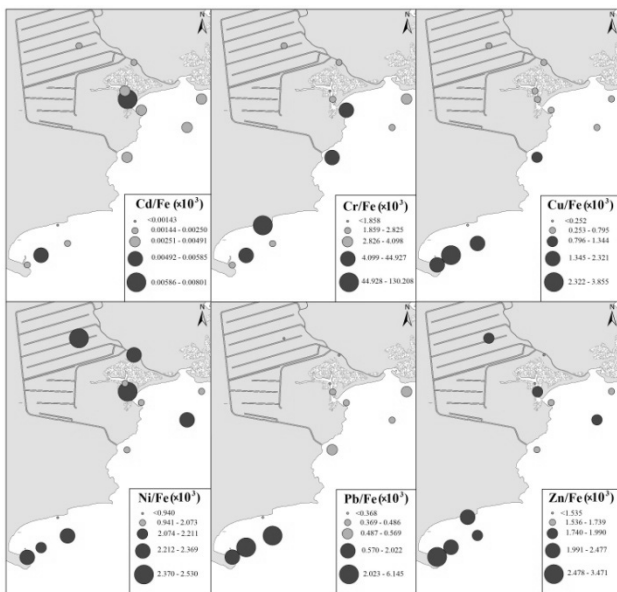 N
N
N
Cd/Fe (×10³)
<0.00143
0.00144 - 0.00250
0.00251 - 0.00491
0.00492 - 0.00585
0.00586 - 0.00801
Cr/Fe (×10³)
<1.858
1.859 - 2.825
2.826 - 4.098
4.099 - 44.927
44.928 - 130.208
Cu/Fe (×10³)
<0.252
0.253 - 0.795
0.796 - 1.344
1.345 - 2.321
2.322 - 3.855
N
N
N
Ni/Fe (×10³)
<0.940
0.941 - 2.073
2.074 - 2.211
2.212 - 2.369
2.370 - 2.530
Pb/Fe (×10³)
<0.368
0.369 - 0.486
0.487 - 0.569
0.570 - 2.022
2.023 - 6.145
Zn/Fe (×10³)
<1.535
1.536 - 1.739
1.740 - 1.990
1.991 - 2.477
2.478 - 3.471